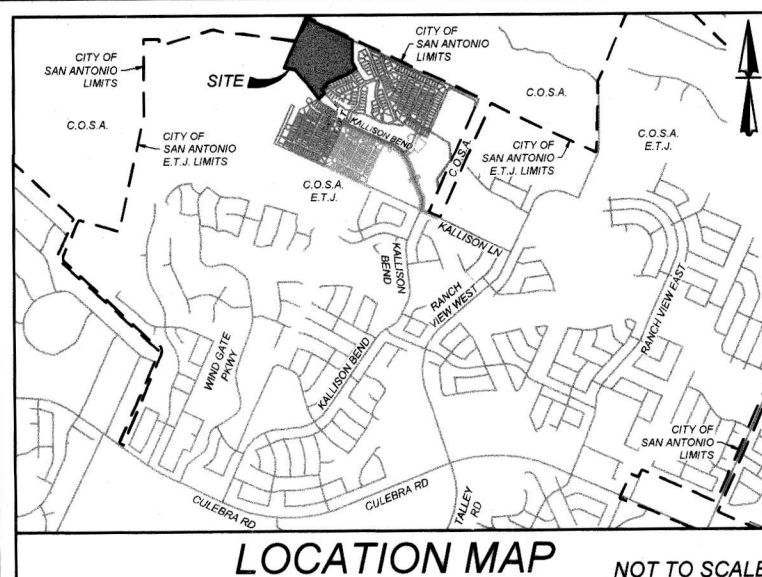 CITY OF
SAN ANTONIO
LIMITS
CITY OF
SAN ANTONIO
LIMITS
SITE
C.O.S.A.
C.O.S.A.
CITY OF
SAN ANTONIO
E.T.J. LIMITS
KALLISON BEND
C.O.S.A.
CITY OF
SAN ANTONIO
E.T.J. LIMITS
C.O.S.A.
E.T.J.
C.O.S.A.
E.T.J.
KALLISON LN
KALLISON
BEND
RANCH
VIEW WEST
RANCH VIEW EAST
WIND GATE
PKWY
KALLISON BEND
CITY OF
SAN ANTONIO
LIMITS
CULEBRA RD
CULEBRA RD
TALLEY
RD
LOCATION MAP
NOT TO SCALE